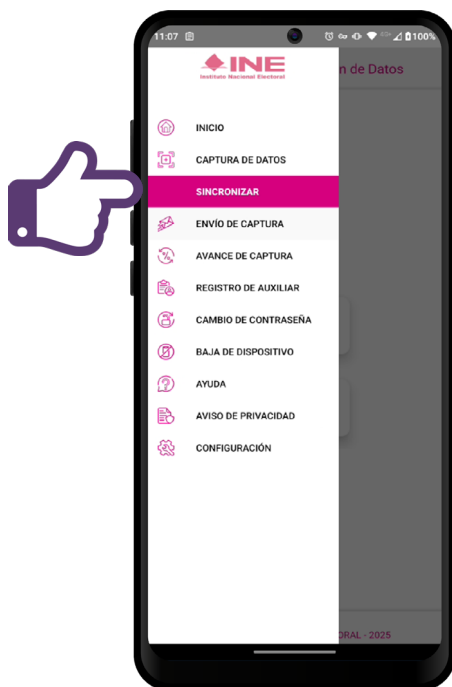 11:07 100%
INE
Instituto Nacional Electoral
n de Datos
INICIO
CAPTURA DE DATOS
SINCRONIZAR
ENVÍO DE CAPTURA
AVANCE DE CAPTURA
REGISTRO DE AUXILIAR
CAMBIO DE CONTRASEÑA
BAJA DE DISPOSITIVO
AYUDA
AVISO DE PRIVACIDAD
CONFIGURACIÓN
ORAL - 2025